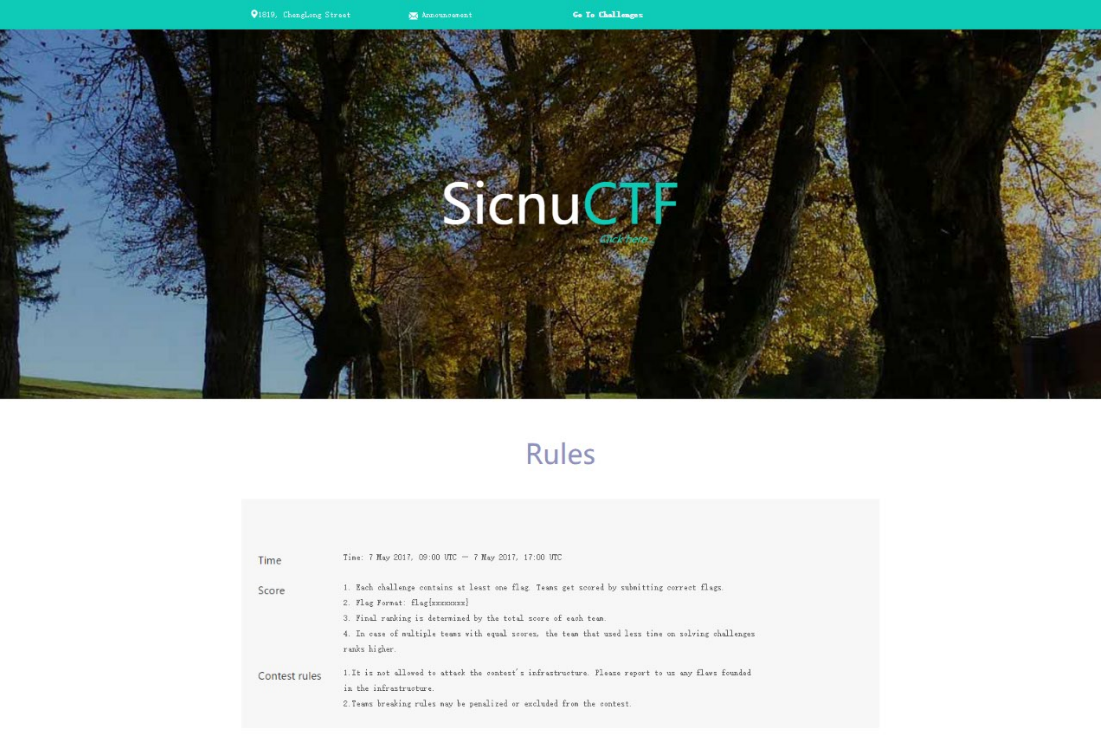 1819, ChengLong Street
Announcement
Go To Challenges
SicnuCTF
Click here
Rules
Time
Time: 7 May 2017, 09:00 UTC — 7 May 2017, 17:00 UTC
Score
1. Each challenge contains at least one flag. Teams get scored by submitting correct flags.
2. Flag Format: flag{xxxxxxxx}
3. Final ranking is determined by the total score of each team.
4. In case of multiple teams with equal scores, the team that used less time on solving challenges
ranks higher.
Contest rules
1.It is not allowed to attack the contest's infrastructure. Please report to us any flaws founded
in the infrastructure.
2.Teams breaking rules may be penalized or excluded from the contest.